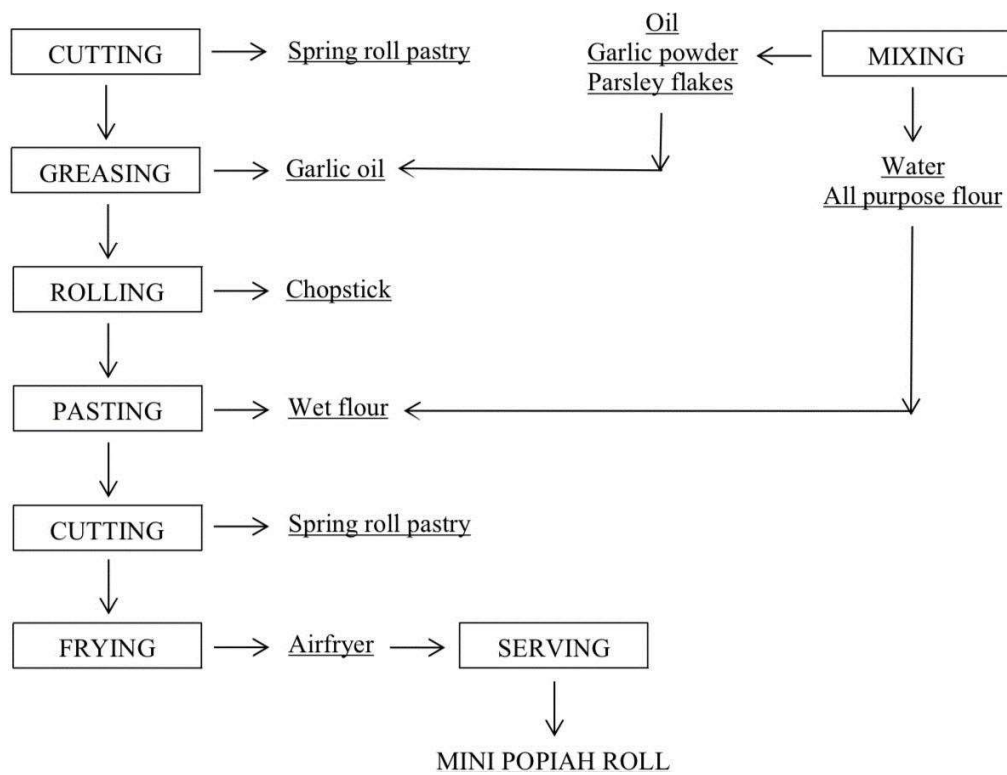 CUTTING
Spring roll pastry
Oil
Garlic powder
Parsley flakes
MIXING
GREASING
Garlic oil
Water
All purpose flour
ROLLING
Chopstick
PASTING
Wet flour
CUTTING
Spring roll pastry
FRYING
Airfryer
SERVING
MINI POPIAH ROLL